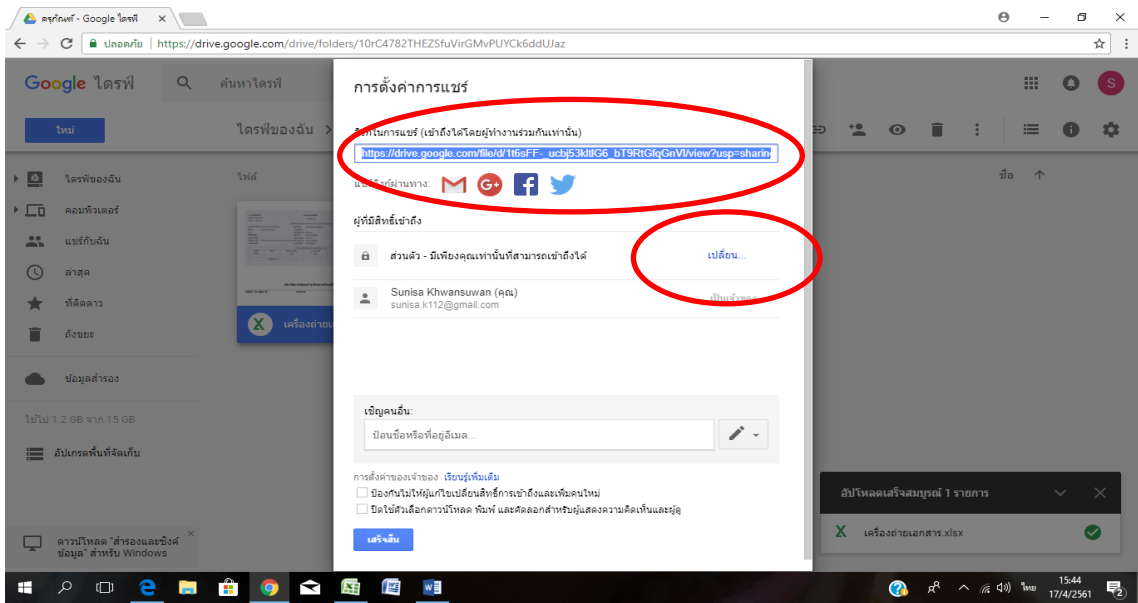 ครุภัณฑ์ - Google ไดรฟ์
ปลอดภัย
https://drive.google.com/drive/folders/10rC4782THEZSfuVirGMvPUYCk6ddUJaz
Google ไดรฟ์
ค้นหาไดรฟ์
S
ใหม่
ไดรฟ์ของฉัน >
ไดรฟ์ของฉัน
คอมพิวเตอร์
แชร์กับฉัน
ล่าสุด
ที่ติดดาว
ถังขยะ
ข้อมูลสำรอง
ใช้ไป 1.2 GB จาก 15 GB
อัปเกรดพื้นที่จัดเก็บ
ดาวน์โหลด "สำรองและซิงค์
ข้อมูล" สำหรับ Windows
ไฟล์
ชื่อ
การตั้งค่าการแชร์
ลิงก์ในการแชร์ (เข้าถึงได้โดยผู้ทำงานร่วมกันเท่านั้น)
แชร์ลิงก์ผ่านทาง:
ผู้ที่มีสิทธิ์เข้าถึง
ส่วนตัว - มีเพียงคุณเท่านั้นที่สามารถเข้าถึงได้
เปลี่ยน...
Sunisa Khwansuwan (คุณ)
เป็นเจ้าของ
sunisa.k112@gmail.com
เชิญคนอื่น:
ป้อนชื่อหรือที่อยู่อีเมล...
การตั้งค่าของเจ้าของ เรียนรู้เพิ่มเติม
ป้องกันไม่ให้ผู้แก้ไขเปลี่ยนสิทธิ์การเข้าถึงและเพิ่มคนใหม่
ปิดใช้ตัวเลือกดาวน์โหลด พิมพ์ และคัดลอกสำหรับผู้แสดงความคิดเห็นและผู้ดู
เสร็จสิ้น
อัปโหลดเสร็จสมบูรณ์ 1 รายการ
เครื่องถ่ายเอกสาร.xlsx
ไทย
15:44
17/4/2561